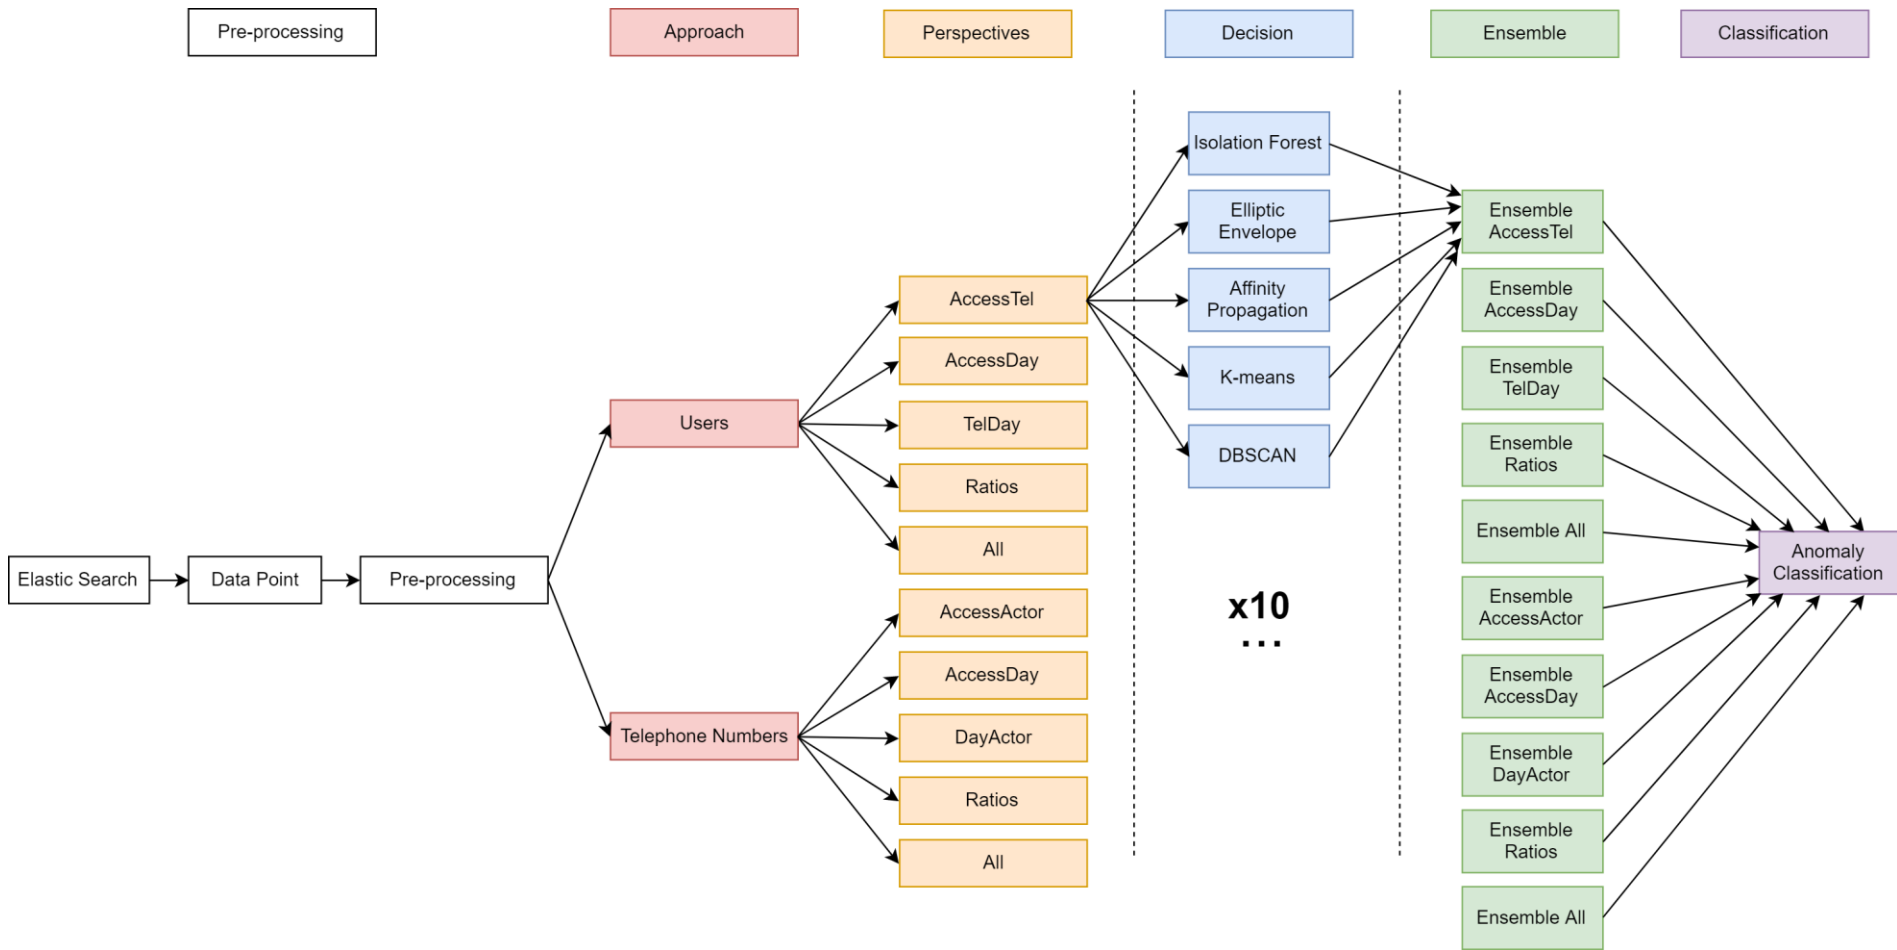 Pre-processing
Approach
Perspectives
Decision
Ensemble
Classification
Elastic Search
Data Point
Pre-processing
Users
Telephone Numbers
AccessTel
AccessDay
TelDay
Ratios
All
AccessActor
AccessDay
DayActor
Ratios
All
Isolation Forest
Elliptic
Envelope
Affinity
Propagation
K-means
DBSCAN
x10
...
Ensemble
AccessTel
Ensemble
AccessDay
Ensemble
TelDay
Ensemble
Ratios
Ensemble All
Ensemble
AccessActor
Ensemble
AccessDay
Ensemble
DayActor
Ensemble
Ratios
Ensemble All
Anomaly
Classification